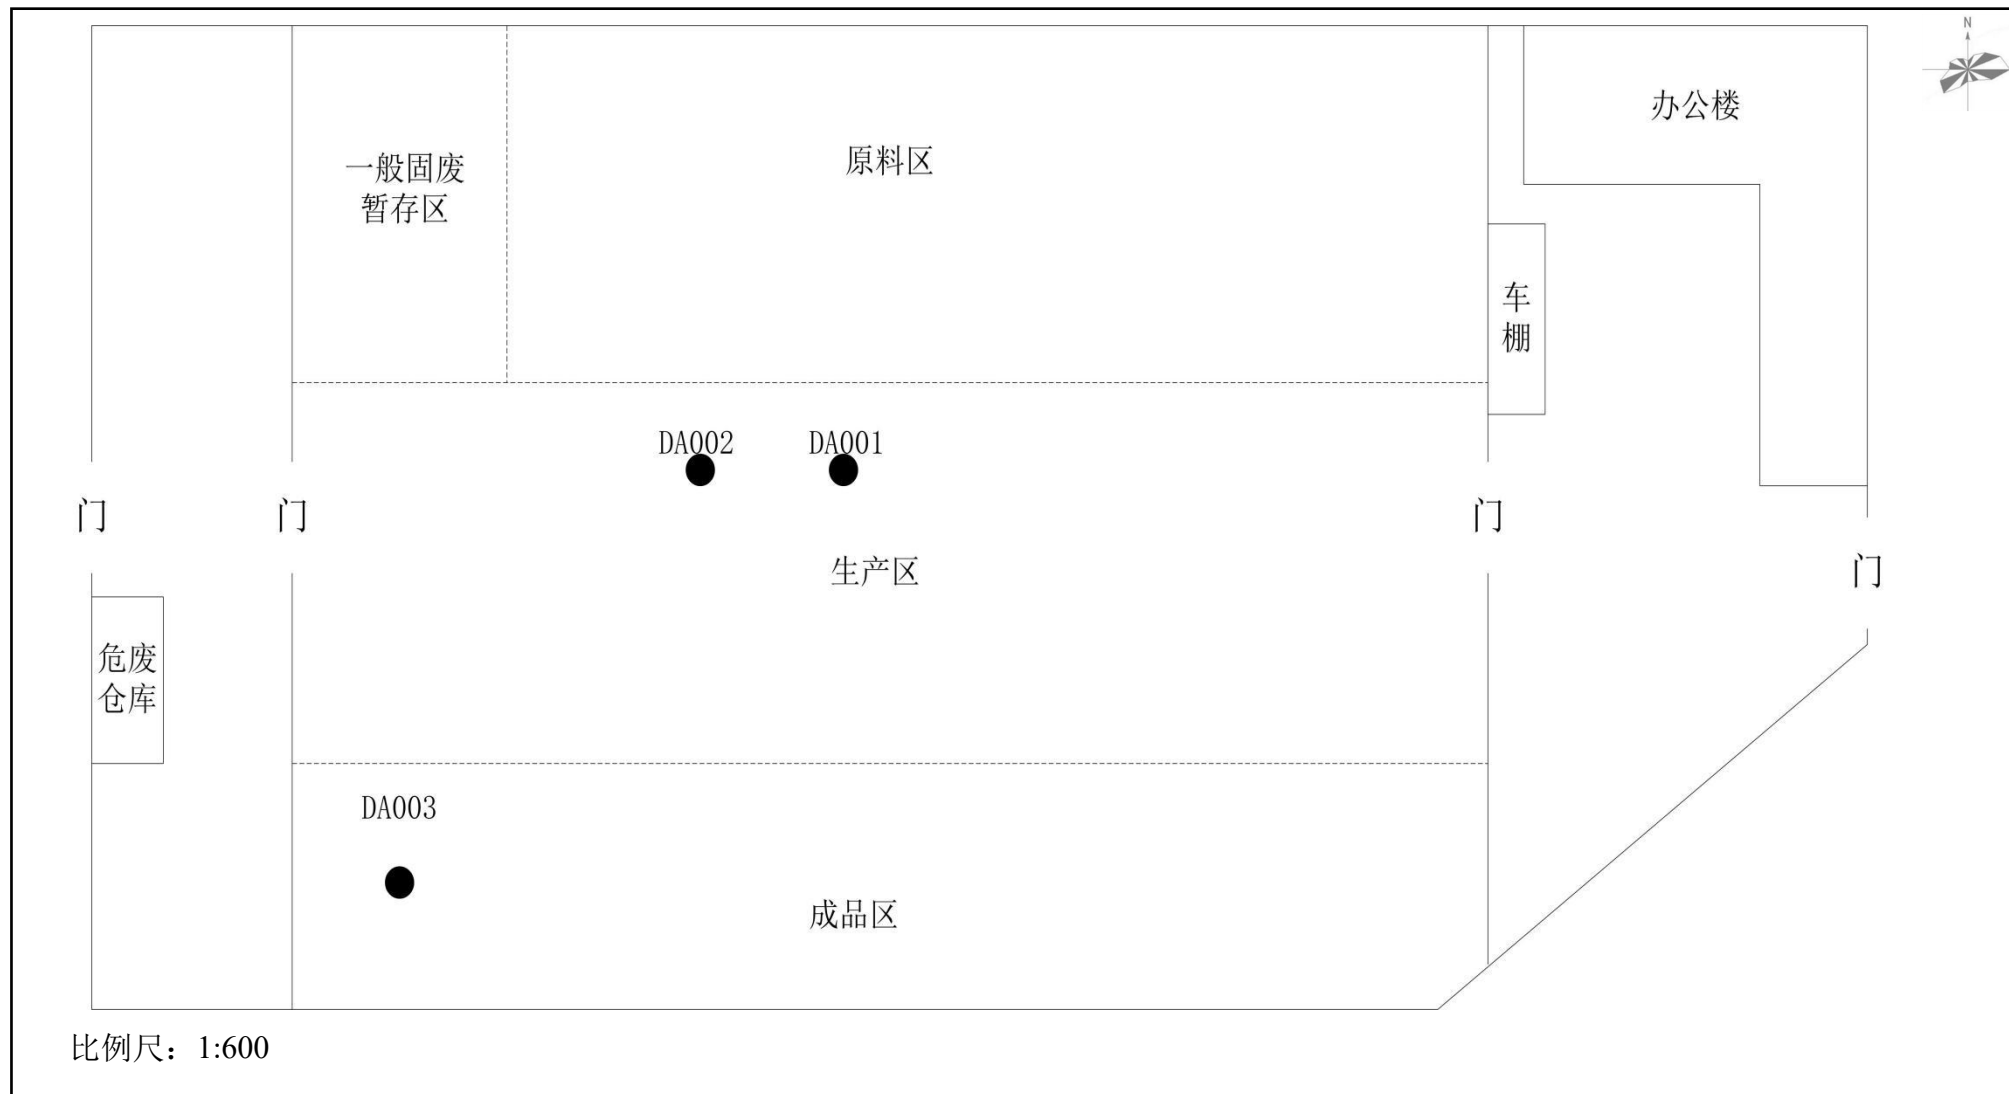 N
办公楼
一般固废
暂存区
原料区
车
棚
DA002
DA001
门
门
门
门
生产区
危废
仓库
DA003
成品区
比例尺：1:600